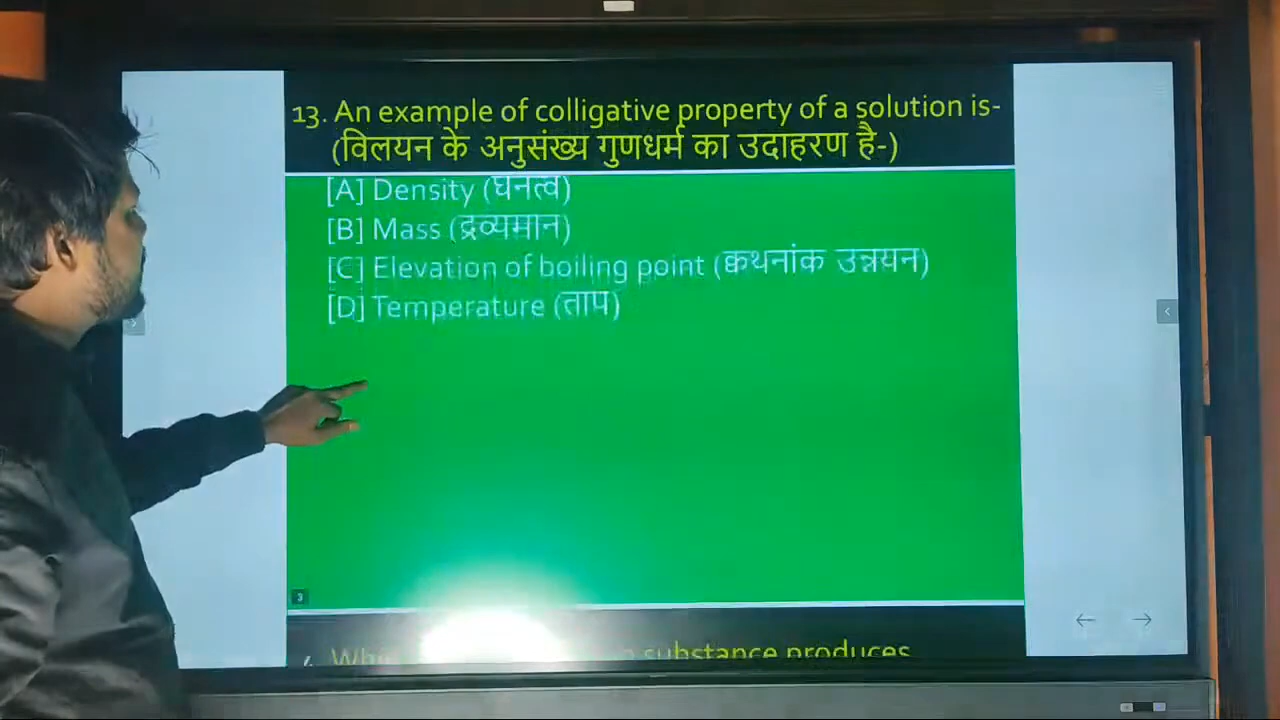 13. An example of colligative property of a solution is-
(विलयन के अनुसंख्य गुणधर्म का उदाहरण है-)
[A] Density (घनत्व)
[B] Mass (द्रव्यमान)
[C] Elevation of boiling point (क्वथनांक उन्नयन)
[D] Temperature (ताप)
3
substance produces